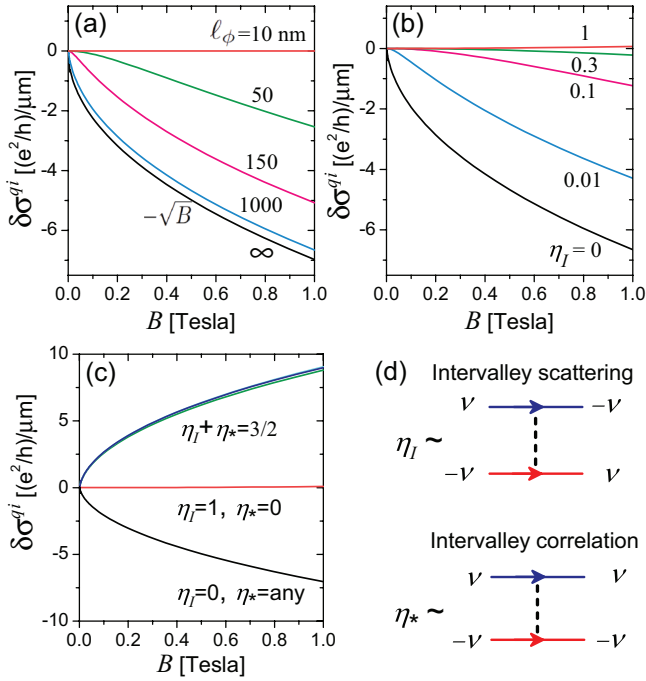 (a)
ℓ_ϕ=10 nm
50
150
1000
−√B
∞
0
-2
-4
-6
δσ^{qi} [(e²/h)/μm]
0.0 0.2 0.4 0.6 0.8 1.0
B [Tesla]
(b)
1
0.3
0.1
0.01
η_I = 0
0
-2
-4
-6
δσ^{qi} [(e²/h)/μm]
0.0 0.2 0.4 0.6 0.8 1.0
B [Tesla]
(c)
10
5
0
-5
-10
δσ^{qi} [(e²/h)/μm]
η_I + η_*=3/2
η_I=1, η_*=0
η_I=0, η_*=any
0.0 0.2 0.4 0.6 0.8 1.0
B [Tesla]
(d)
Intervalley scattering
ν −ν
η_I ~
−ν ν
Intervalley correlation
ν ν
η_* ~
−ν −ν